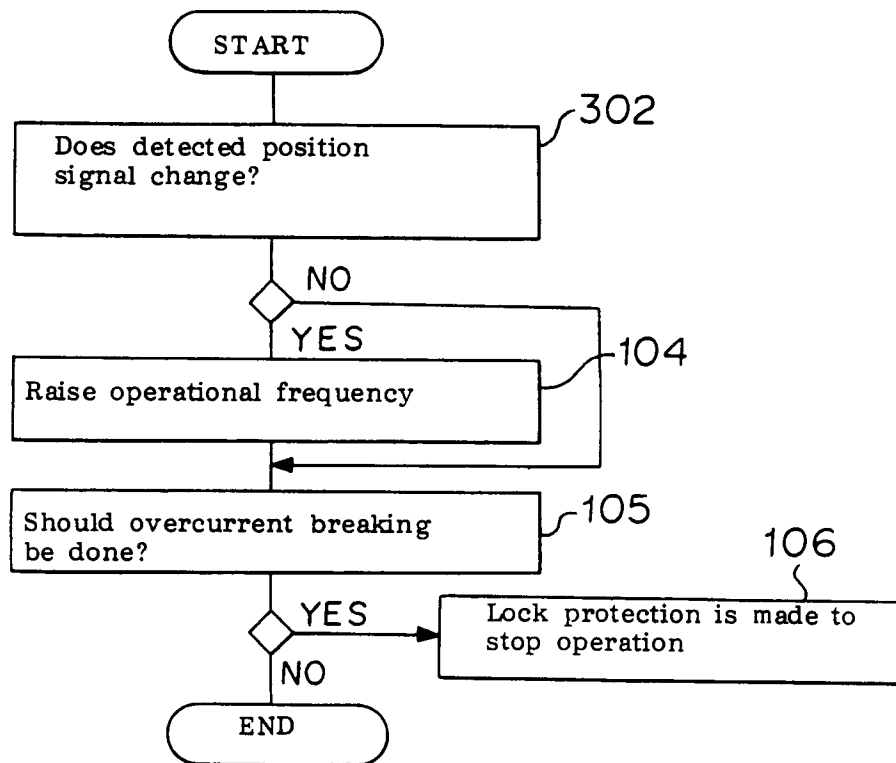 START
302
Does detected position
signal change?
NO
YES
104
Raise operational frequency
105
Should overcurrent breaking
be done?
106
YES
Lock protection is made to
stop operation
NO
END